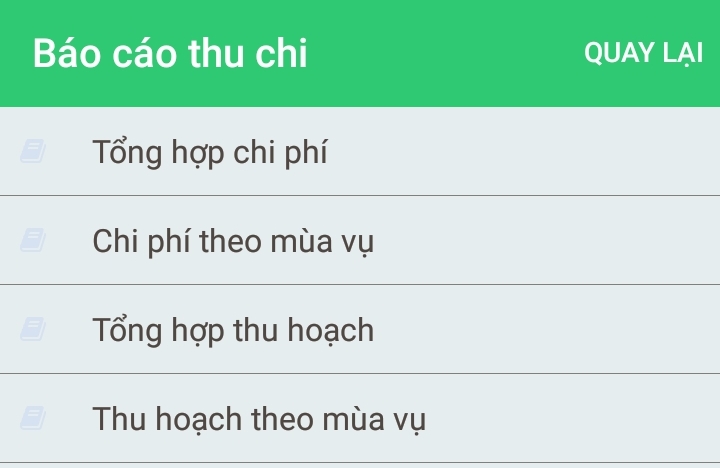 Báo cáo thu chi
QUAY LẠI
Tổng hợp chi phí
Chi phí theo mùa vụ
Tổng hợp thu hoạch
Thu hoạch theo mùa vụ